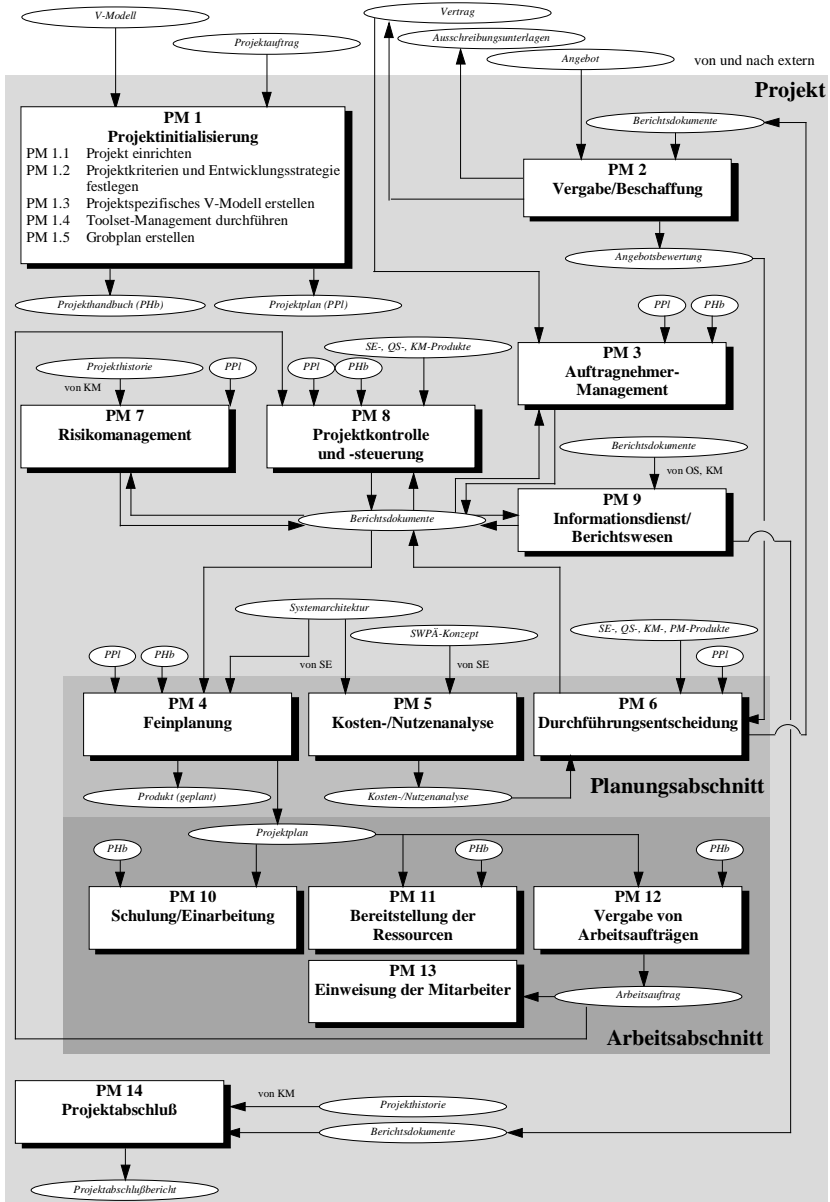 V-Modell
Projektauftrag
Vertrag
Ausschreibungsunterlagen
Angebot
von und nach extern
Projekt
PM 1
Projektinitialisierung
PM 1.1 Projekt einrichten
PM 1.2 Projektkriterien und Entwicklungsstrategie
festlegen
PM 1.3 Projektspezifisches V-Modell erstellen
PM 1.4 Toolset-Management durchführen
PM 1.5 Grobplan erstellen
Berichtsdokumente
PM 2
Vergabe/Beschaffung
Angebotsbewertung
Projekthandbuch (PHb)
Projektplan (PPl)
PPl
PHb
PM 3
Auftragnehmer-
Management
Projekthistorie
von KM
PPl
PM 7
Risikomanagement
PPl
PHb
SE-, QS-, KM-Produkte
PM 8
Projektkontrolle
und -steuerung
Berichtsdokumente
von OS, KM
PM 9
Informationsdienst/
Berichtswesen
Berichtsdokumente
Systemarchitektur
SWPÄ-Konzept
SE-, QS-, KM-, PM-Produkte
PPl
PHb
von SE
von SE
PPl
PM 4
Feinplanung
PM 5
Kosten-/Nutzenanalyse
PM 6
Durchführungsentscheidung
Produkt (geplant)
Kosten-/Nutzenanalyse
Planungsabschnitt
Projektplan
PHb
PHb
PHb
PM 10
Schulung/Einarbeitung
PM 11
Bereitstellung der
Ressourcen
PM 12
Vergabe von
Arbeitsaufträgen
PM 13
Einweisung der Mitarbeiter
Arbeitsauftrag
Arbeitsabschnitt
PM 14
Projektabschluß
von KM
Projekthistorie
Berichtsdokumente
Projektabschlußbericht